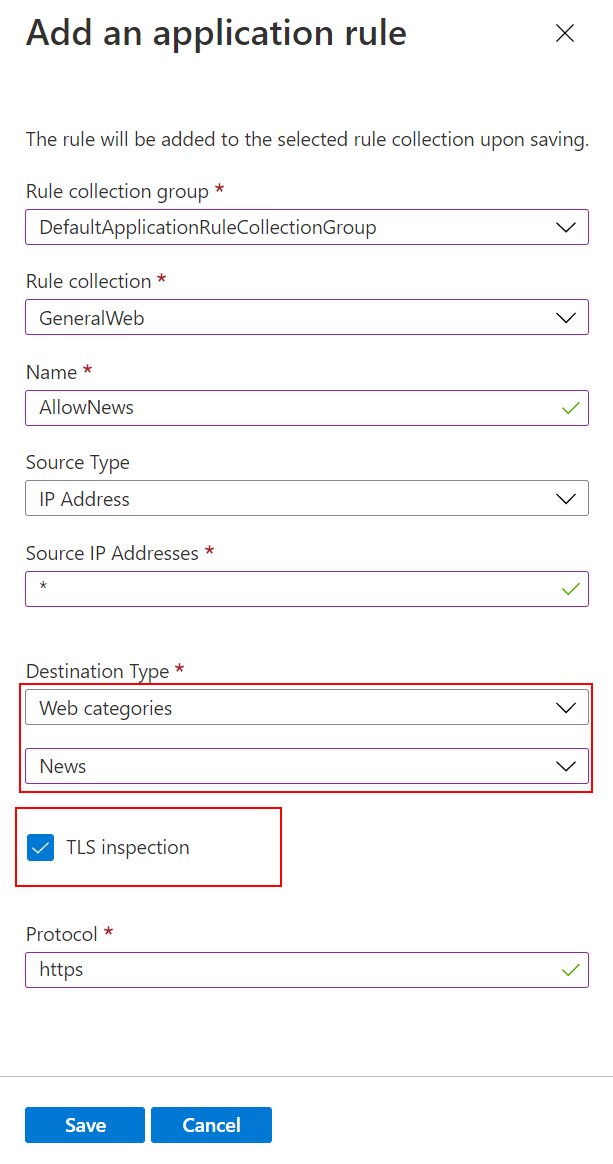 Add an application rule
The rule will be added to the selected rule collection upon saving.
Rule collection group *
DefaultApplicationRuleCollectionGroup
Rule collection *
GeneralWeb
Name *
AllowNews
Source Type
IP Address
Source IP Addresses *
*
Destination Type *
Web categories
News
TLS inspection
Protocol *
https
Save Cancel